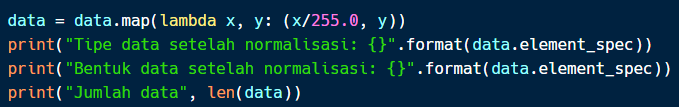 data = data.map(lambda x, y: (x/255.0, y))
print("Tipe data setelah normalisasi: {}".format(data.element_spec))
print("Bentuk data setelah normalisasi: {}".format(data.element_spec))
print("Jumlah data", len(data))